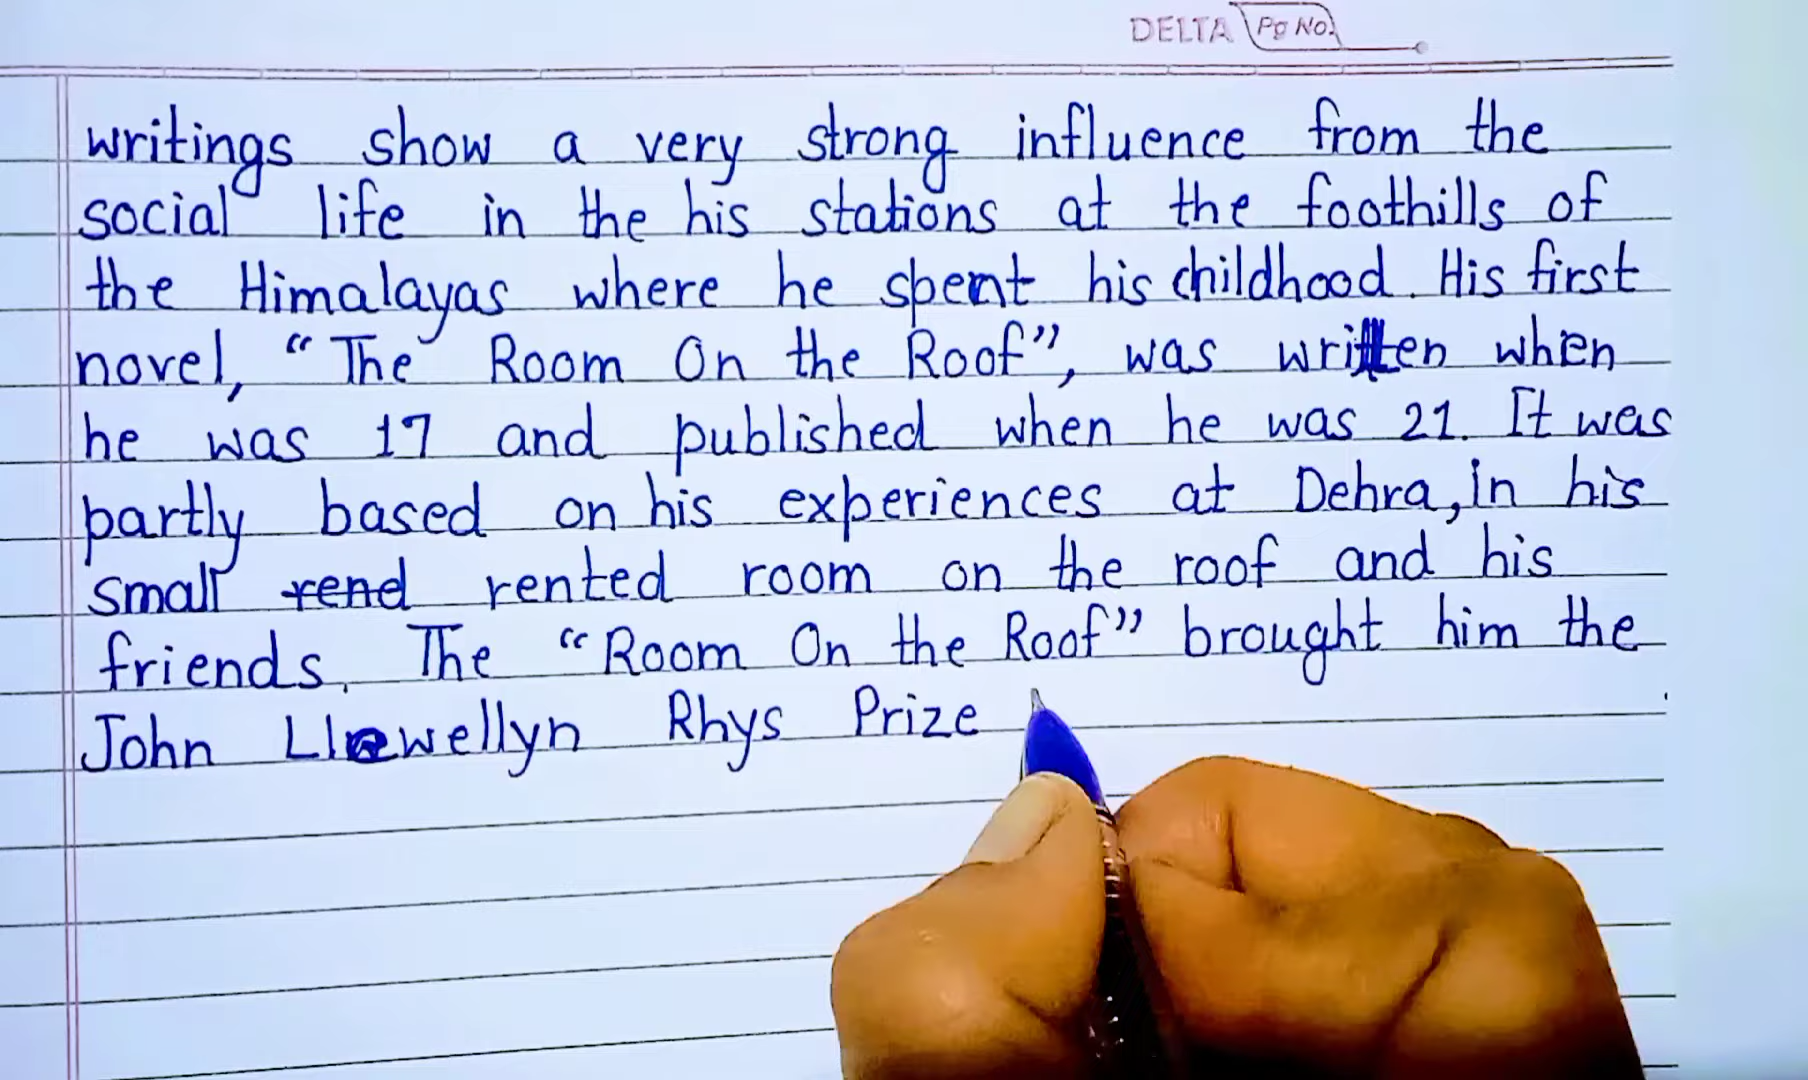 DELTA Pg No.
writings show a very strong influence from the
social life in the his stations at the foothills of
the Himalayas where he spent his childhood. His first
novel, "The Room On the Roof", was written when
he was 17 and published when he was 21. It was
partly based on his experiences at Dehra, in his
small rend rented room on the roof and his
friends. The "Room On the Roof" brought him the
John Llewellyn Rhys Prize